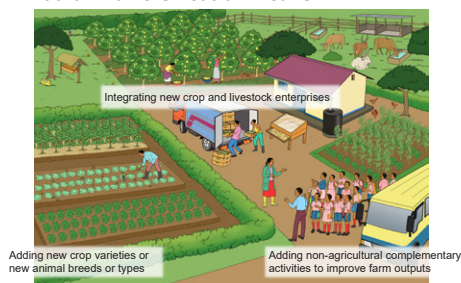 Integrating new crop and livestock enterprises
Adding new crop varieties or
new animal breeds or types
Adding non-agricultural complementary
activities to improve farm outputs